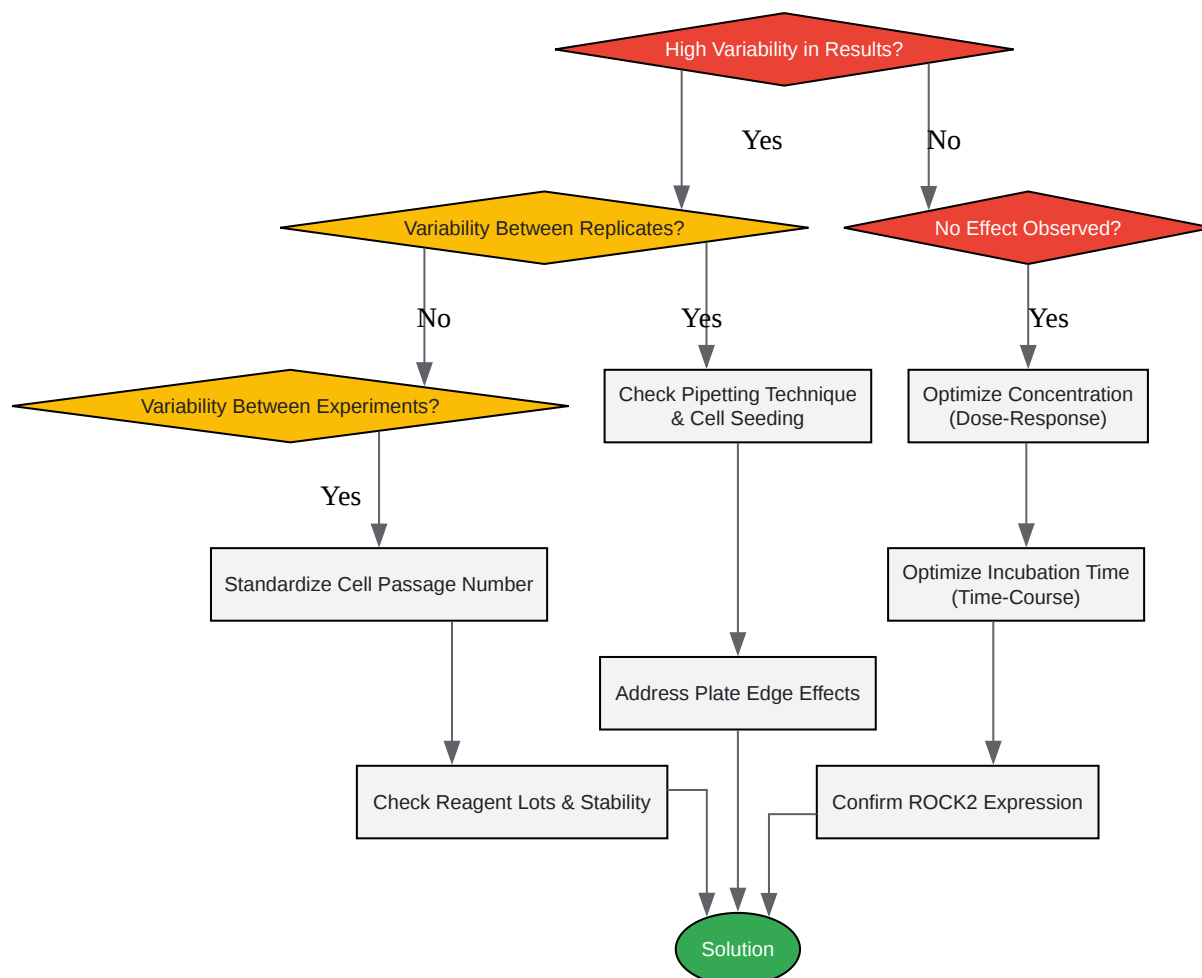 High Variability in Results?
Yes
No
Variability Between Replicates?
No Effect Observed?
No
Yes
Yes
Variability Between Experiments?
Check Pipetting Technique
& Cell Seeding
Optimize Concentration
(Dose-Response)
Yes
Standardize Cell Passage Number
Optimize Incubation Time
(Time-Course)
Address Plate Edge Effects
Check Reagent Lots & Stability
Confirm ROCK2 Expression
Solution